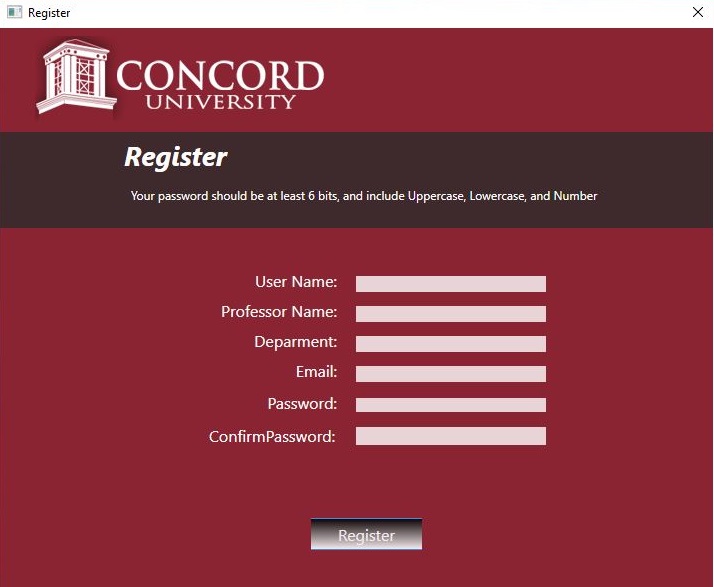 Register
CONCORD
UNIVERSITY
Register
Your password should be at least 6 bits, and include Uppercase, Lowercase, and Number
User Name:
Professor Name:
Deparment:
Email:
Password:
ConfirmPassword:
Register